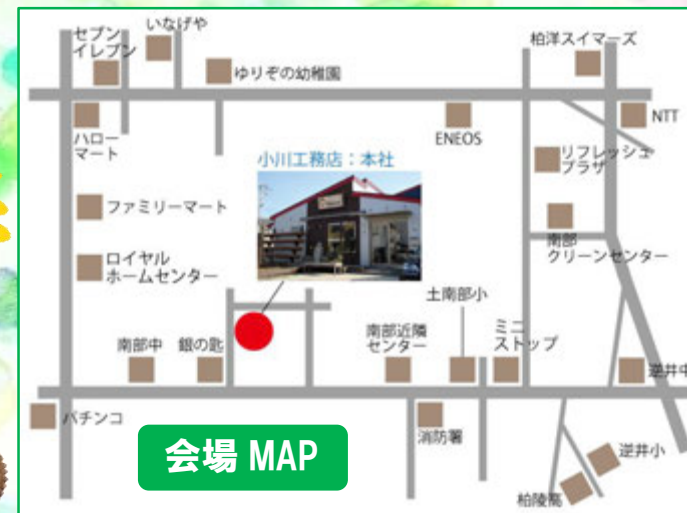 いなげや
セブン
イレブン
柏洋スイマーズ
ゆりぞの幼稚園
NTT
ハロー
マート
ENEOS
小川工務店：本社
リフレッシュ
プラザ
ファミリーマート
南部
クリーンセンター
ロイヤル
ホームセンター
土南部小
南部中
銀の匙
南部近隣
センター
ミニ
ストップ
逆井中
パチンコ
消防署
会場 MAP
逆井小
柏陵高